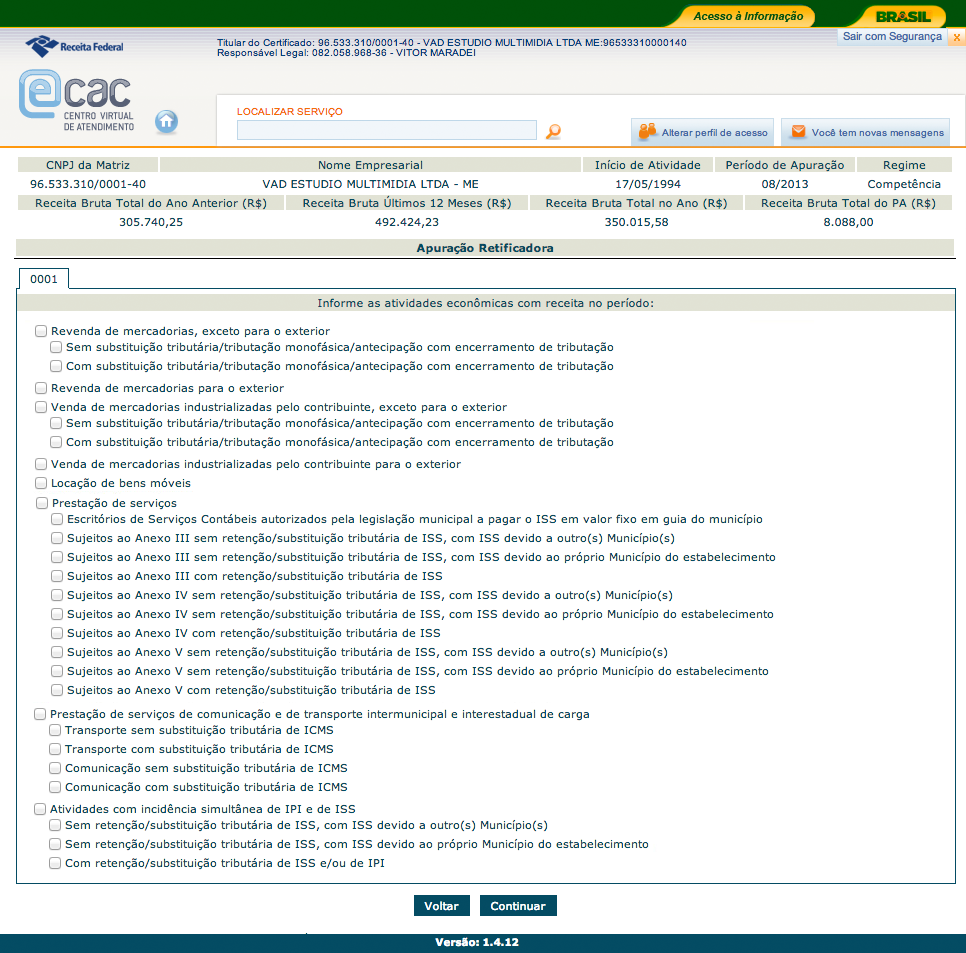 Acesso à Informação
BRASIL
Receita Federal
Titular do Certificado: 96.533.310/0001-40 - VAD ESTUDIO MULTIMIDIA LTDA ME:96533310000140
Responsável Legal: 082.058.968-36 - VITOR MARADEI
Sair com Segurança x
ecac
CENTRO VIRTUAL
DE ATENDIMENTO
LOCALIZAR SERVIÇO
Alterar perfil de acesso
Você tem novas mensagens
CNPJ da Matriz Nome Empresarial Início de Atividade Período de Apuração Regime
96.533.310/0001-40 VAD ESTUDIO MULTIMIDIA LTDA - ME 17/05/1994 08/2013 Competência
Receita Bruta Total do Ano Anterior (R$) Receita Bruta Últimos 12 Meses (R$) Receita Bruta Total no Ano (R$) Receita Bruta Total do PA (R$)
305.740,25 492.424,23 350.015,58 8.088,00
Apuração Retificadora
0001
Informe as atividades econômicas com receita no período:
Revenda de mercadorias, exceto para o exterior
Sem substituição tributária/tributação monofásica/antecipação com encerramento de tributação
Com substituição tributária/tributação monofásica/antecipação com encerramento de tributação
Revenda de mercadorias para o exterior
Venda de mercadorias industrializadas pelo contribuinte, exceto para o exterior
Sem substituição tributária/tributação monofásica/antecipação com encerramento de tributação
Com substituição tributária/tributação monofásica/antecipação com encerramento de tributação
Venda de mercadorias industrializadas pelo contribuinte para o exterior
Locação de bens móveis
Prestação de serviços
Escritórios de Serviços Contábeis autorizados pela legislação municipal a pagar o ISS em valor fixo em guia do município
Sujeitos ao Anexo III sem retenção/substituição tributária de ISS, com ISS devido a outro(s) Município(s)
Sujeitos ao Anexo III sem retenção/substituição tributária de ISS, com ISS devido ao próprio Município do estabelecimento
Sujeitos ao Anexo III com retenção/substituição tributária de ISS
Sujeitos ao Anexo IV sem retenção/substituição tributária de ISS, com ISS devido a outro(s) Município(s)
Sujeitos ao Anexo IV sem retenção/substituição tributária de ISS, com ISS devido ao próprio Município do estabelecimento
Sujeitos ao Anexo IV com retenção/substituição tributária de ISS
Sujeitos ao Anexo V sem retenção/substituição tributária de ISS, com ISS devido a outro(s) Município(s)
Sujeitos ao Anexo V sem retenção/substituição tributária de ISS, com ISS devido ao próprio Município do estabelecimento
Sujeitos ao Anexo V com retenção/substituição tributária de ISS
Prestação de serviços de comunicação e de transporte intermunicipal e interestadual de carga
Transporte sem substituição tributária de ICMS
Transporte com substituição tributária de ICMS
Comunicação sem substituição tributária de ICMS
Comunicação com substituição tributária de ICMS
Atividades com incidência simultânea de IPI e de ISS
Sem retenção/substituição tributária de ISS, com ISS devido a outro(s) Município(s)
Sem retenção/substituição tributária de ISS, com ISS devido ao próprio Município do estabelecimento
Com retenção/substituição tributária de ISS e/ou de IPI
Voltar Continuar
Versão: 1.4.12